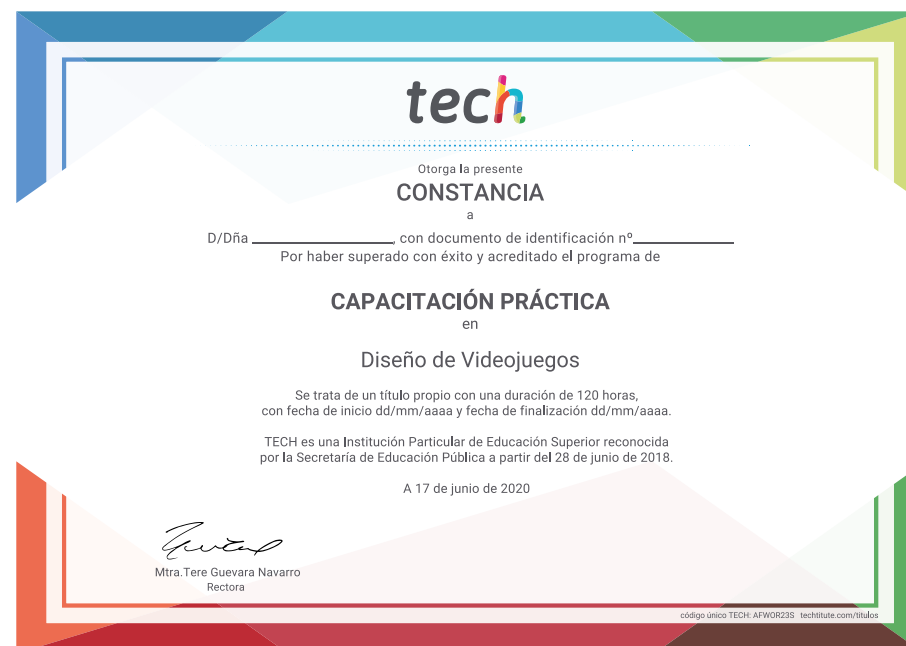 tech
Otorga la presente
CONSTANCIA
a
D/Dña ____________________, con documento de identificación nº______________
Por haber superado con éxito y acreditado el programa de
CAPACITACIÓN PRÁCTICA
en
Diseño de Videojuegos
Se trata de un título propio con una duración de 120 horas,
con fecha de inicio dd/mm/aaaa y fecha de finalización dd/mm/aaaa.
TECH es una Institución Particular de Educación Superior reconocida
por la Secretaría de Educación Pública a partir del 28 de junio de 2018.
A 17 de junio de 2020
Mtra.Tere Guevara Navarro
Rectora
código único TECH: AFWOR23S techtitute.com/titulos